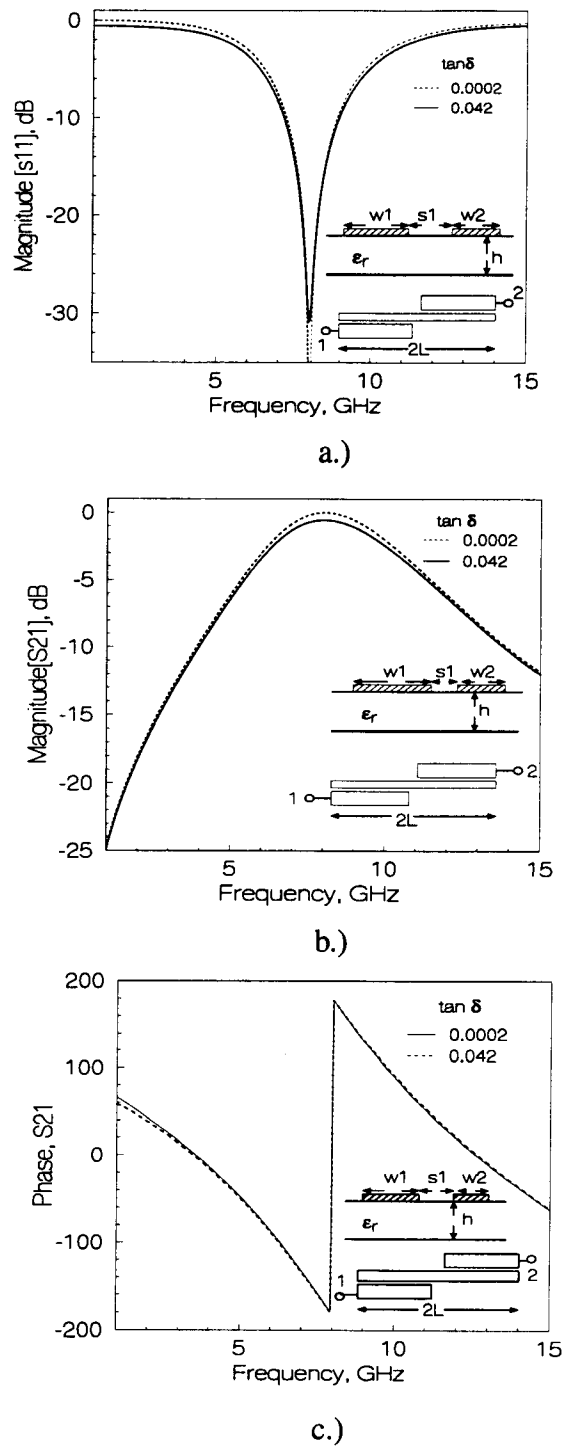 0
-10
-20
-30
Magnitude[s11], dB
tanδ
0.0002
0.042
w1 s1 w2
εr
h
2
1
2L
5 10 15
Frequency, GHz
a.)
0
-5
-10
-15
-20
-25
Magnitude[S21], dB
tan δ
0.0002
0.042
w1 s1 w2
εr
h
2
1
2L
5 10 15
Frequency, GHz
b.)
200
100
0
-100
-200
Phase, S21
tan δ
0.0002
0.042
w1 s1 w2
εr
h
1
2
2L
5 10 15
Frequency, GHz
c.)